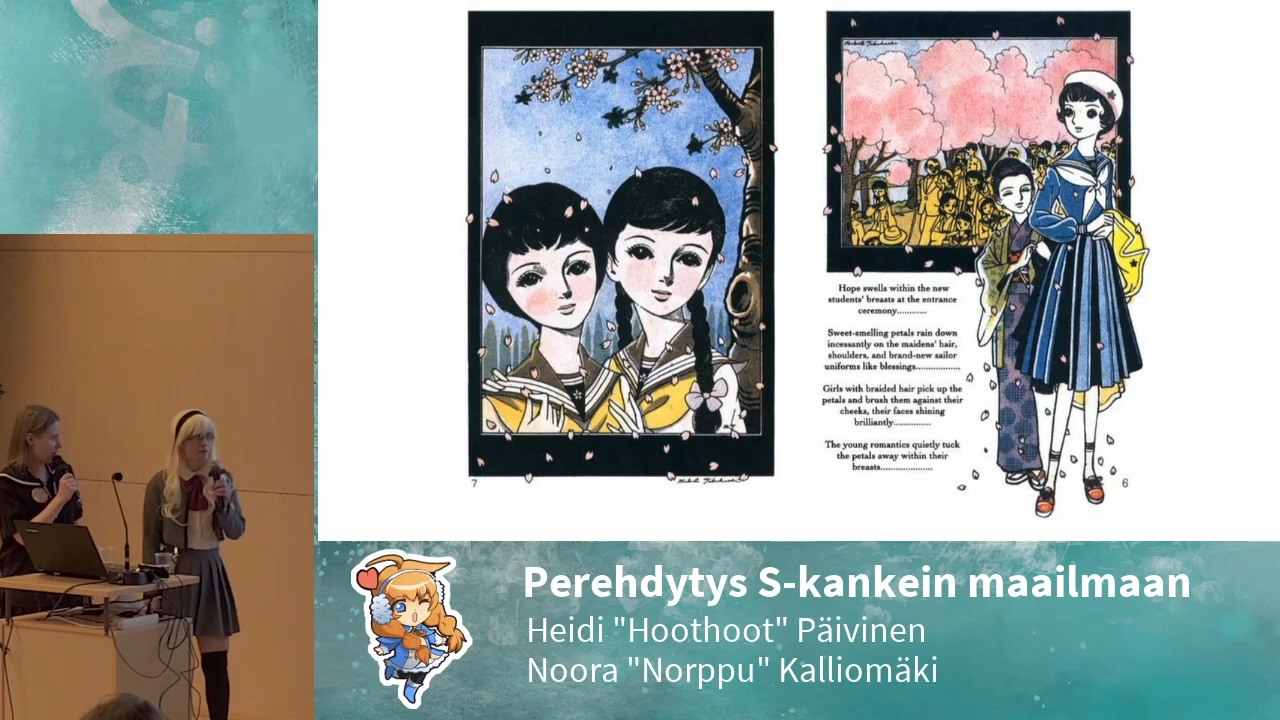 Hope swells within the new
students' breasts at the entrance
ceremony............
Sweet-smelling petals rain down
incessantly on the maidens' hair,
shoulders, and brand-new sailor
uniforms like blessings..................
Girls with braided hair pick up the
petals and brush them against their
cheeks, their faces shining
brilliantly...............
The young romantics quietly tuck
the petals away within their
breasts.....................
7
6
Perehdytys S-kankein maailmaan
Heidi "Hoothoot" Päivinen
Noora "Norppu" Kalliomäki